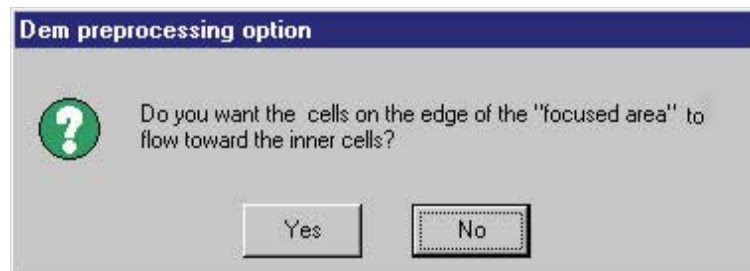 Dem preprocessing option
Do you want the cells on the edge of the "focused area" to
flow toward the inner cells?
Yes No